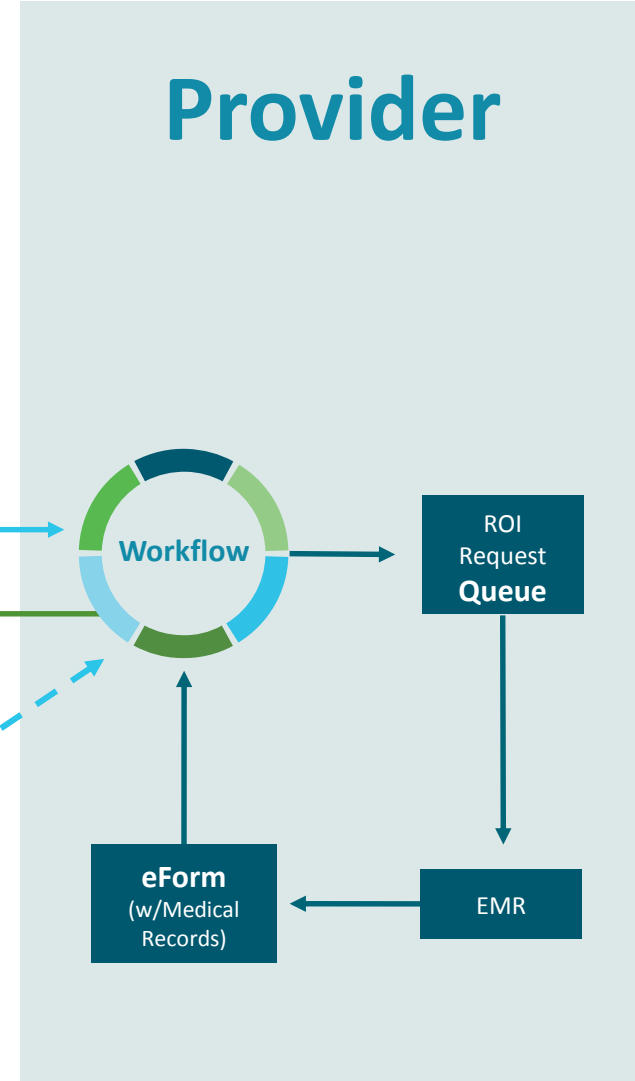 Provider
Workflow
ROI
Request
Queue
eForm
(w/Medical
Records)
EMR